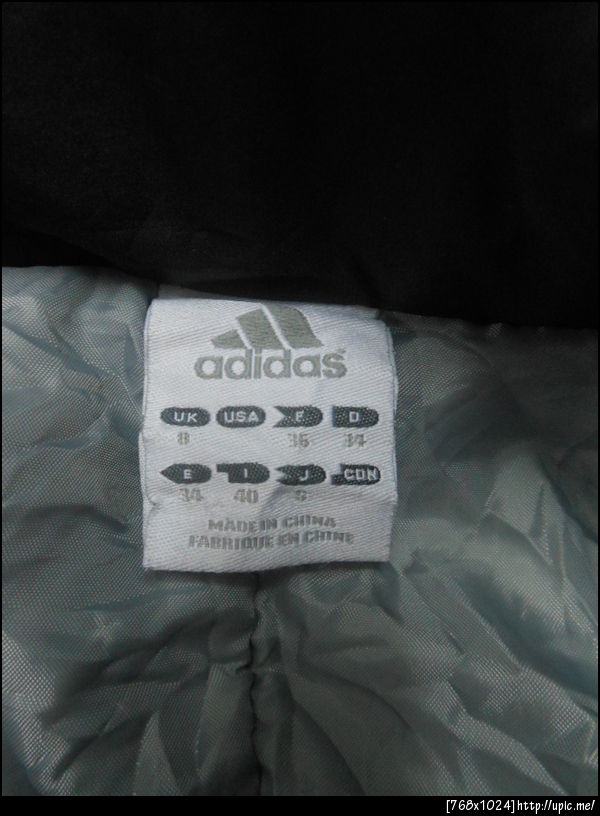 adidas
UK USA F D
8 36 34
E I J CDN
34 40 S
MADE IN CHINA
FABRIQUE EN CHINE
[768x1024]http://upic.me/